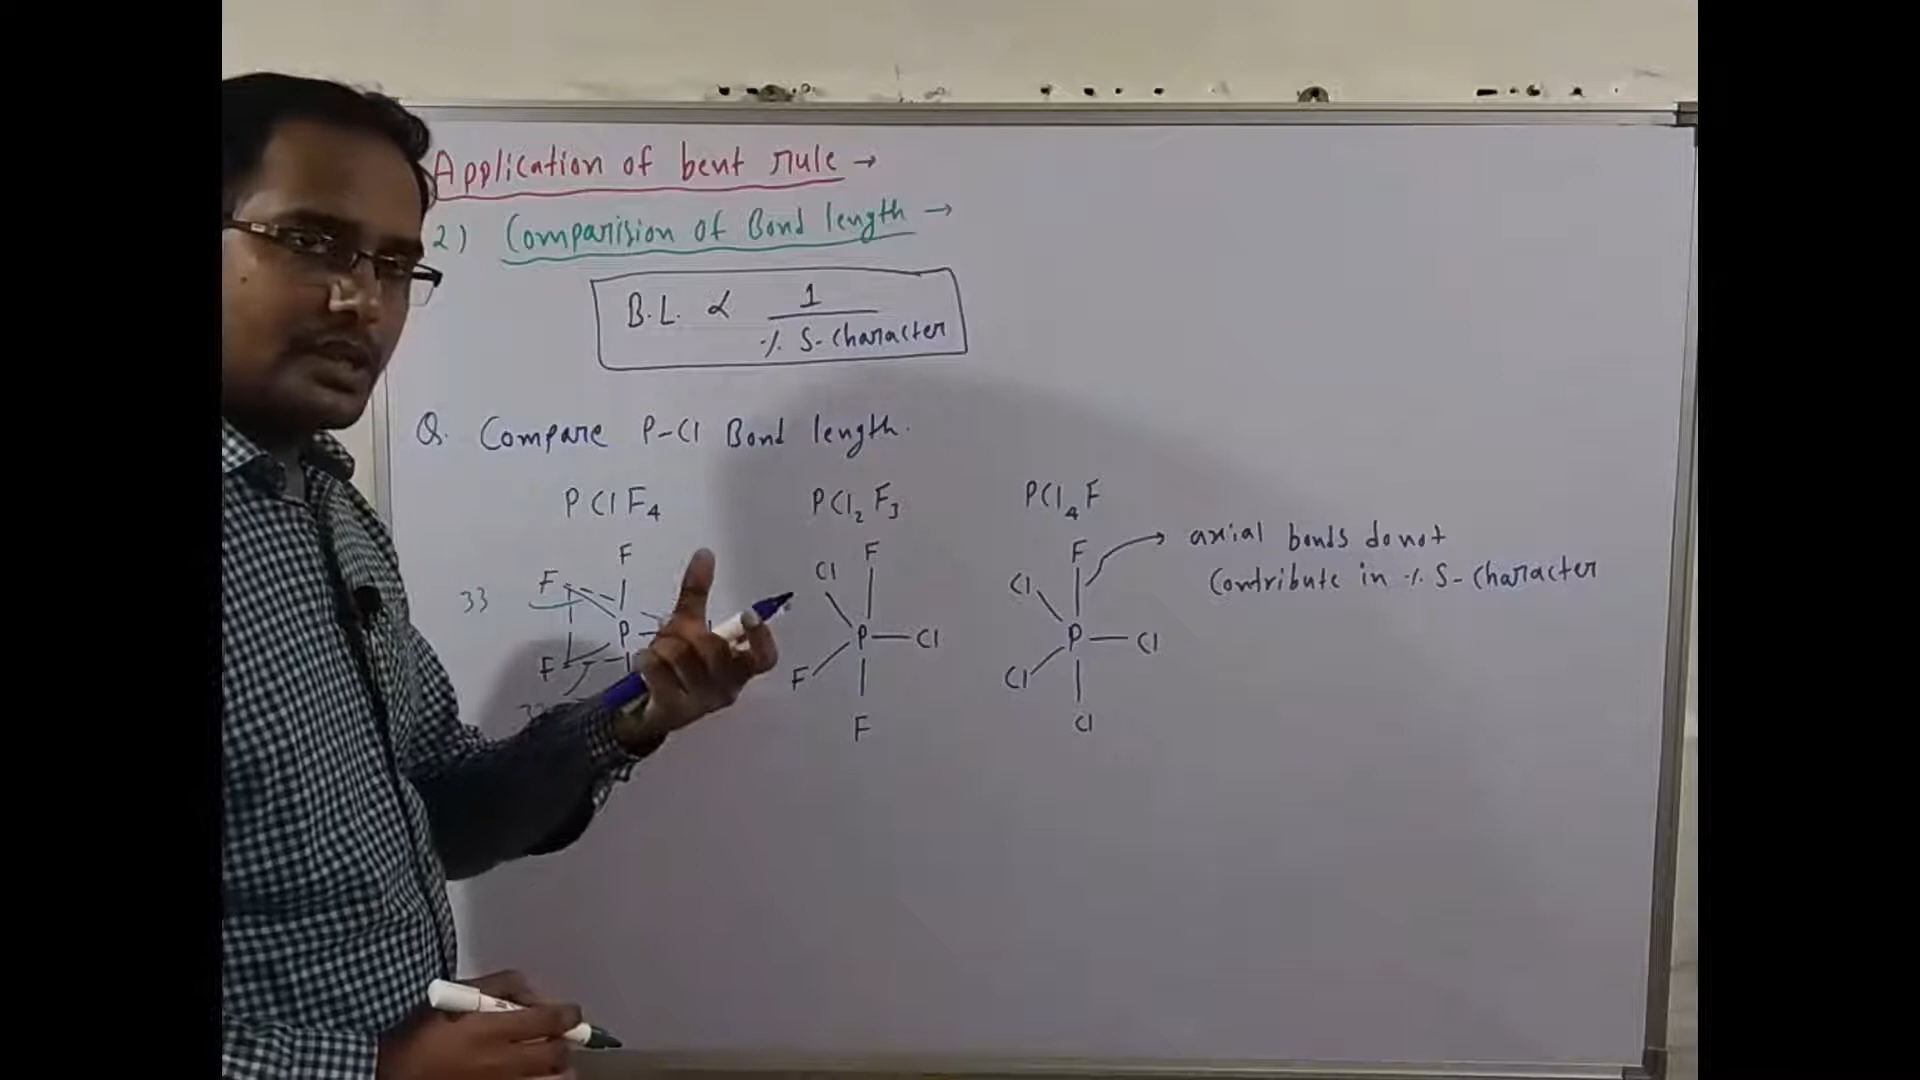 Application of bent rule →
2) Comparision of Bond length →
B.L. ∝ 1 / % S-character
Q. Compare P-Cl Bond length.
PClF₄ PCl₂F₃ PCl₄F
F F F
Cl Cl
axial bonds do not
contribute in % S-character
33 F
P P Cl P Cl
F F Cl
F Cl